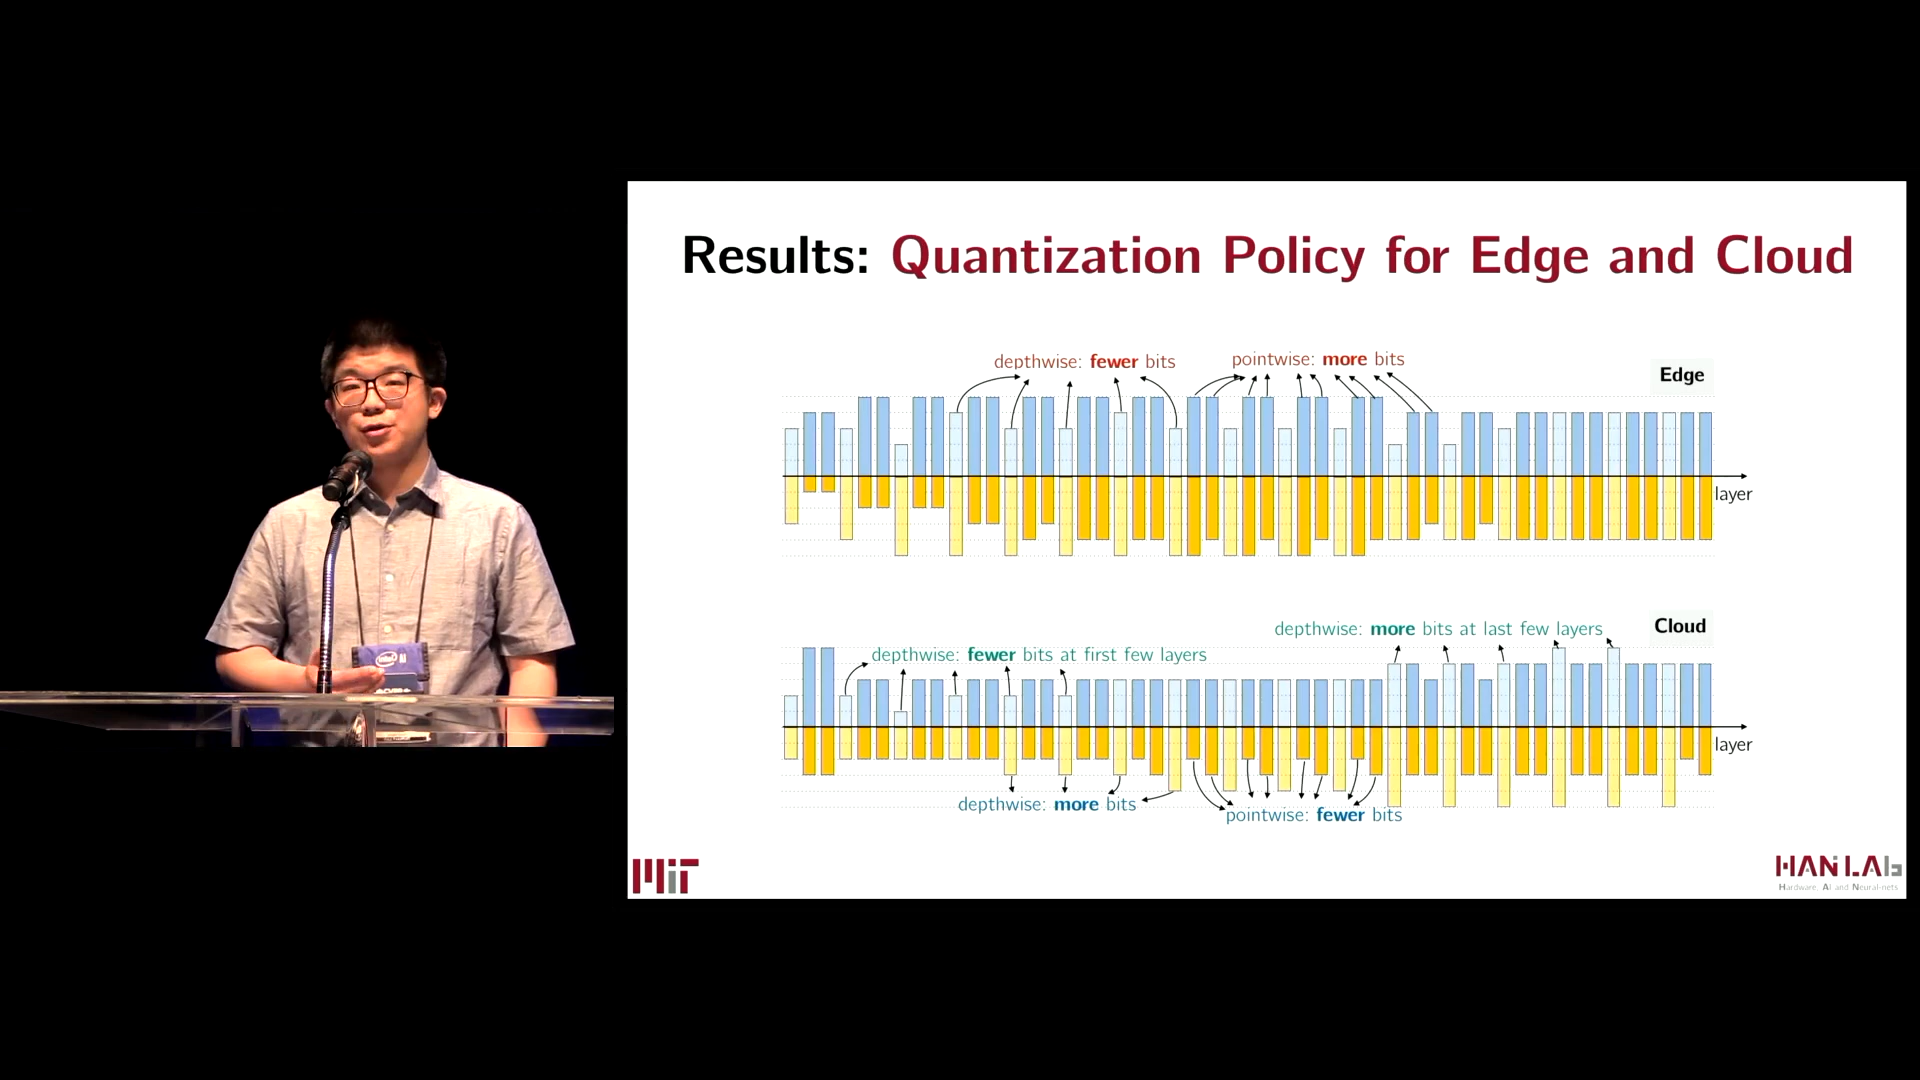 Results: Quantization Policy for Edge and Cloud
depthwise: fewer bits
pointwise: more bits
Edge
layer
depthwise: more bits at last few layers
Cloud
depthwise: fewer bits at first few layers
layer
depthwise: more bits
pointwise: fewer bits
MiT
HAN LAB
Hardware, AI and Neural-nets
intel AI